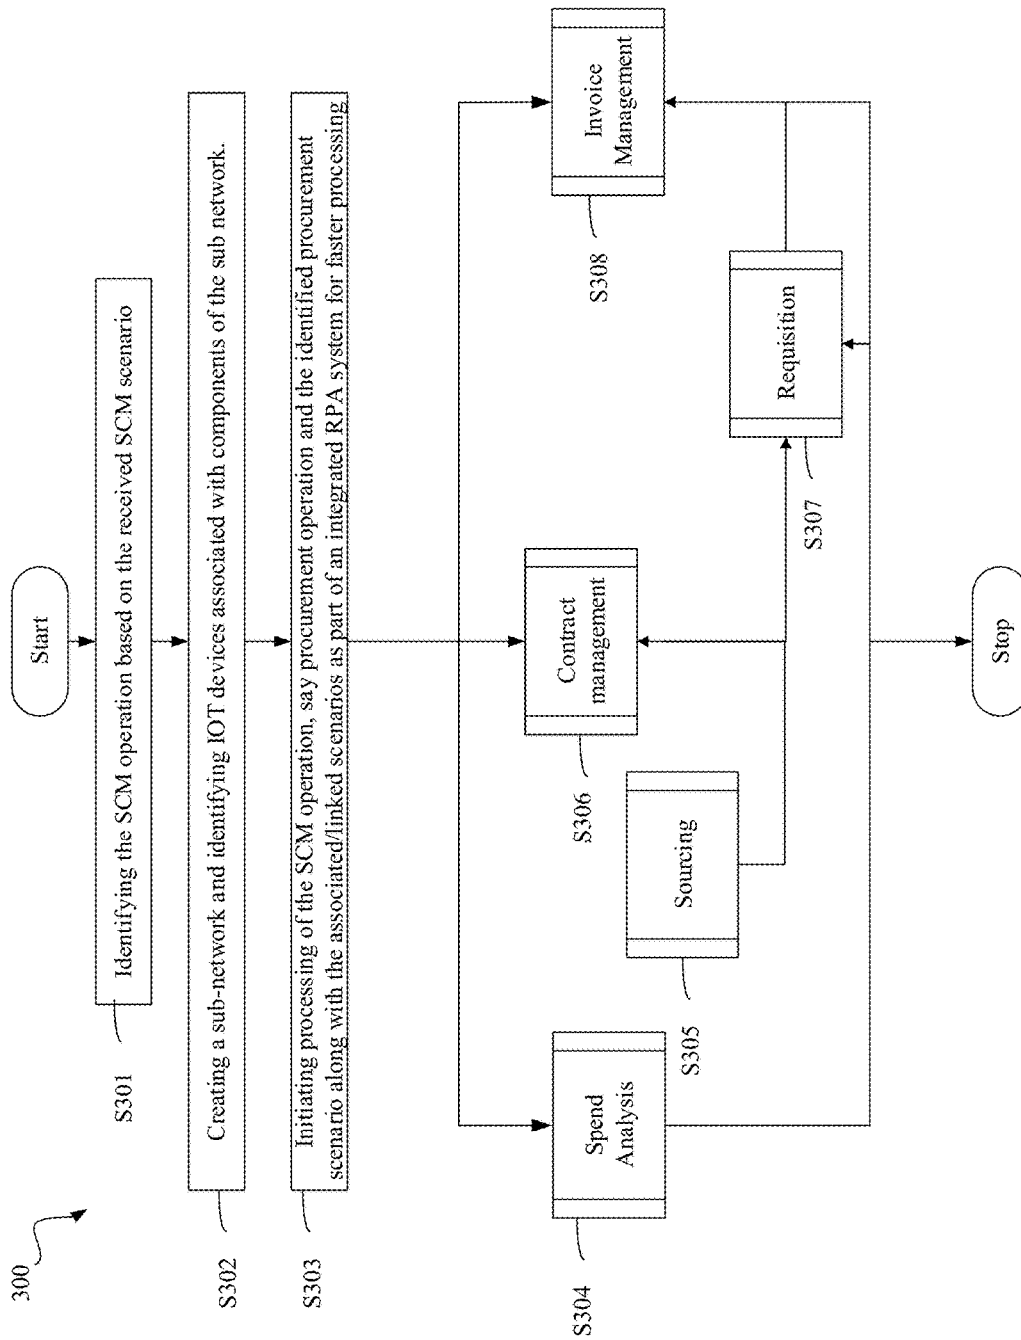 300
Start
S301
Identifying the SCM operation based on the received SCM scenario
S302
Creating a sub-network and identifying IOT devices associated with components of the sub network.
S303
Initiating processing of the SCM operation, say procurement operation and the identified procurement
scenario along with the associated/linked scenarios as part of an integrated RPA system for faster processing
S304
Spend
Analysis
S305
Sourcing
S306
Contract
management
S307
Requisition
S308
Invoice
Management
Stop